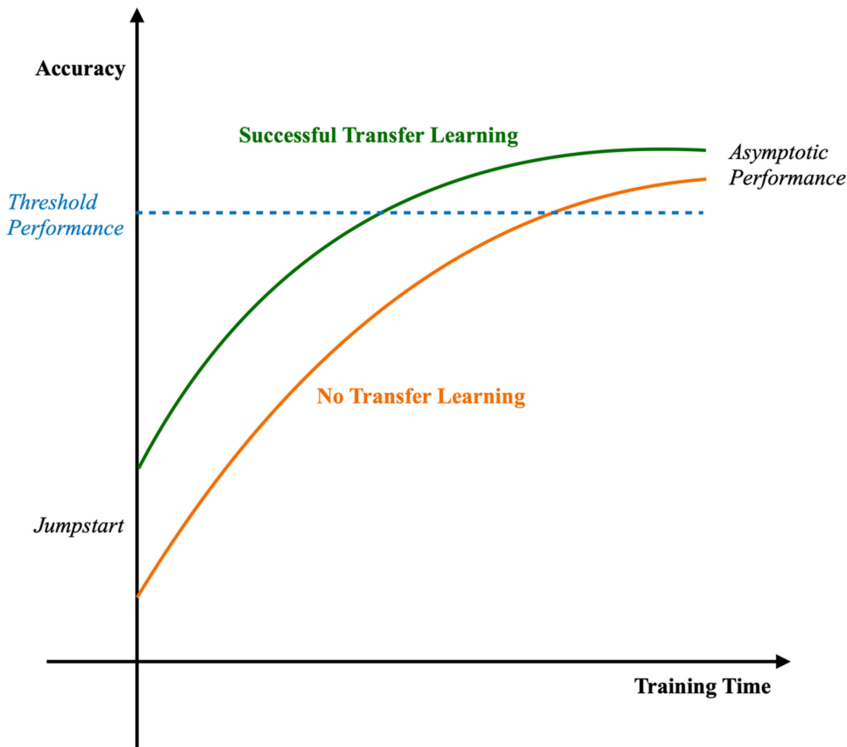 Accuracy
Successful Transfer Learning
Asymptotic
Performance
Threshold
Performance
No Transfer Learning
Jumpstart
Training Time